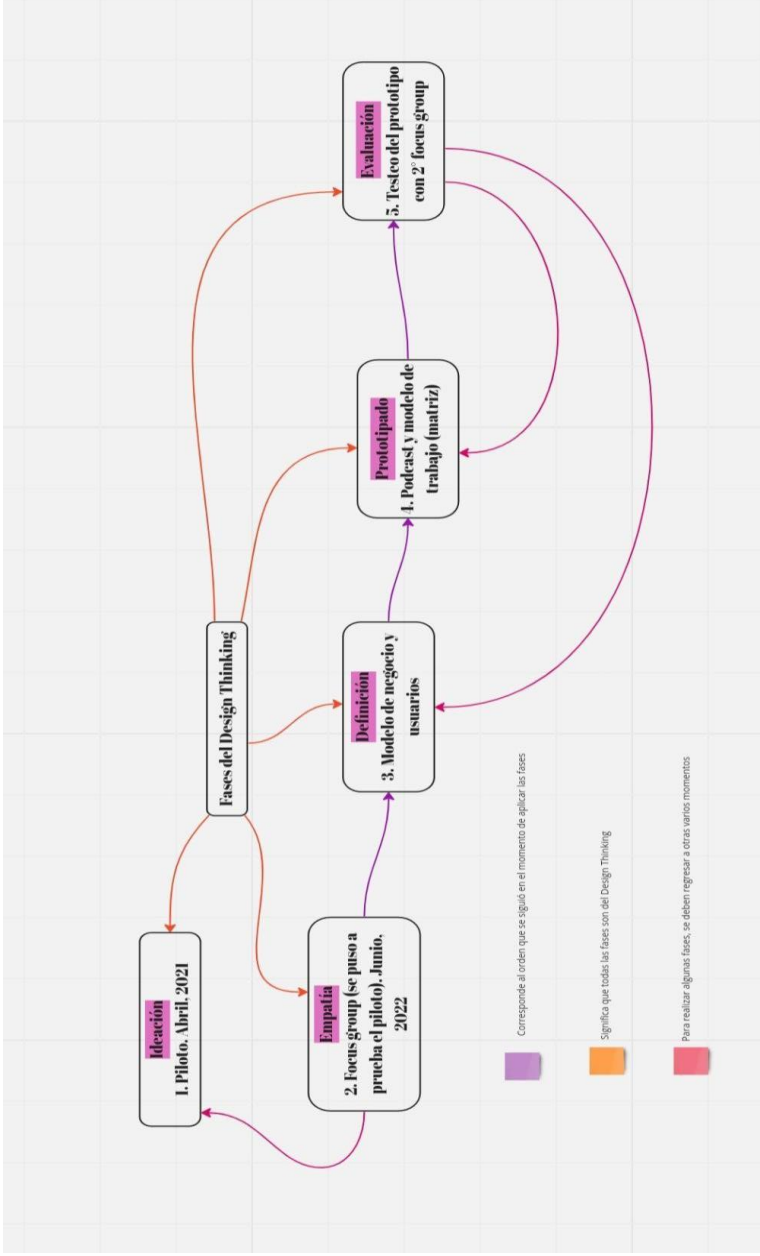 Fases del Design Thinking
Ideación
1. Piloto. Abril, 2021
Empatía
2. Focus group (se puso a
prueba el piloto). Junio,
2022
Definición
3. Modelo de negocio y
usuarios
Prototipado
4. Podcast y modelo de
trabajo (matriz)
Evaluación
5. Testeo del prototipo
con 2° focus group
Corresponde al orden que se siguió en el momento de aplicar las fases
Significa que todas las fases son del Design Thinking
Para realizar algunas fases, se deben regresar a otras varios momentos